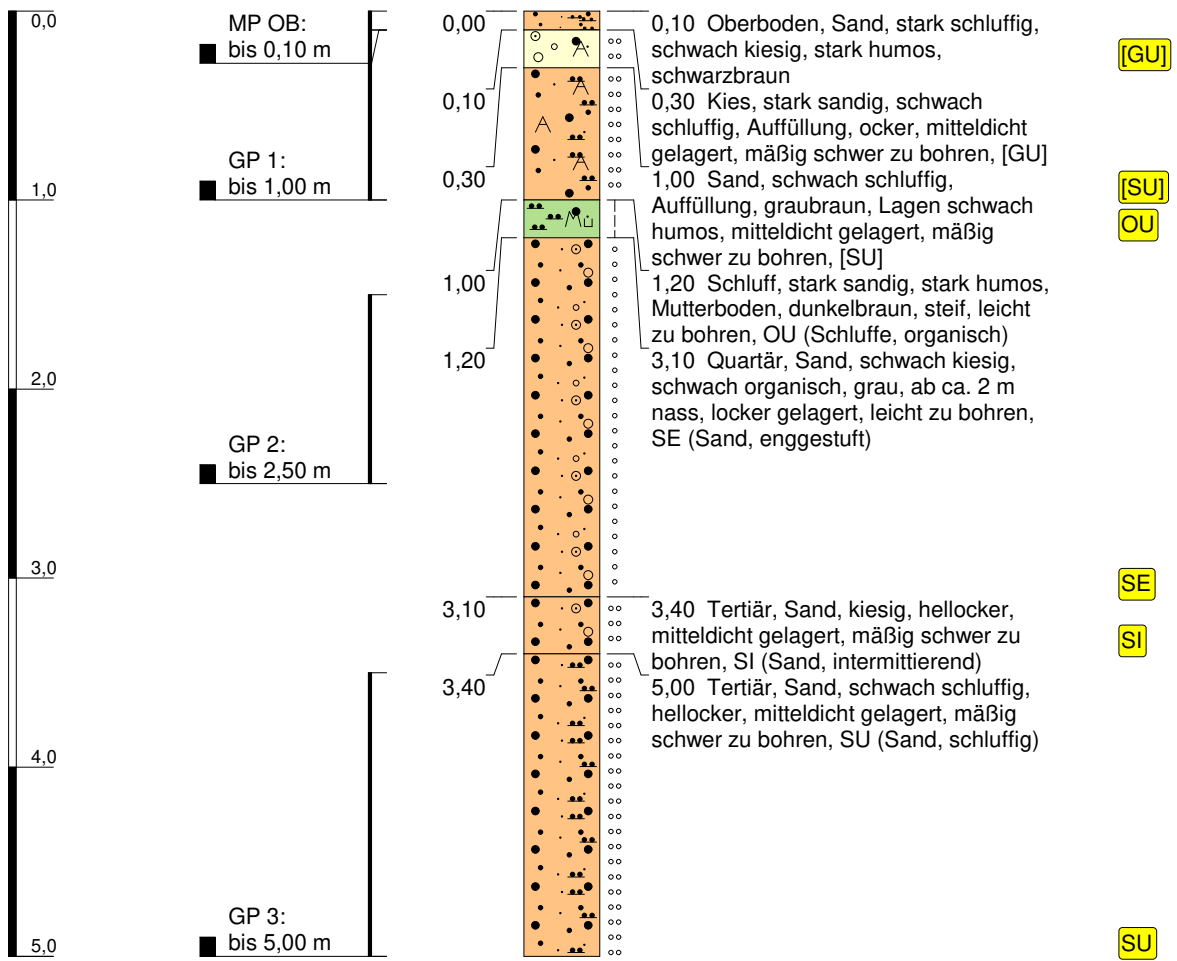 0,0
1,0
2,0
3,0
4,0
5,0
MP OB:
bis 0,10 m
GP 1:
bis 1,00 m
GP 2:
bis 2,50 m
GP 3:
bis 5,00 m
0,00
0,10
0,30
1,00
1,20
3,10
3,40
0,10 Oberboden, Sand, stark schluffig,
schwach kiesig, stark humos,
schwarzbraun
0,30 Kies, stark sandig, schwach
schluffig, Auffüllung, ocker, mitteldicht
gelagert, mäßig schwer zu bohren, [GU]
1,00 Sand, schwach schluffig,
Auffüllung, graubraun, Lagen schwach
humos, mitteldicht gelagert, mäßig
schwer zu bohren, [SU]
1,20 Schluff, stark sandig, stark humos,
Mutterboden, dunkelbraun, steif, leicht
zu bohren, OU (Schluffe, organisch)
3,10 Quartär, Sand, schwach kiesig,
schwach organisch, grau, ab ca. 2 m
nass, locker gelagert, leicht zu bohren,
SE (Sand, enggestuft)
3,40 Tertiär, Sand, kiesig, hellocker,
mitteldicht gelagert, mäßig schwer zu
bohren, SI (Sand, intermittierend)
5,00 Tertiär, Sand, schwach schluffig,
hellocker, mitteldicht gelagert, mäßig
schwer zu bohren, SU (Sand, schluffig)
[GU]
[SU]
OU
SE
SI
SU